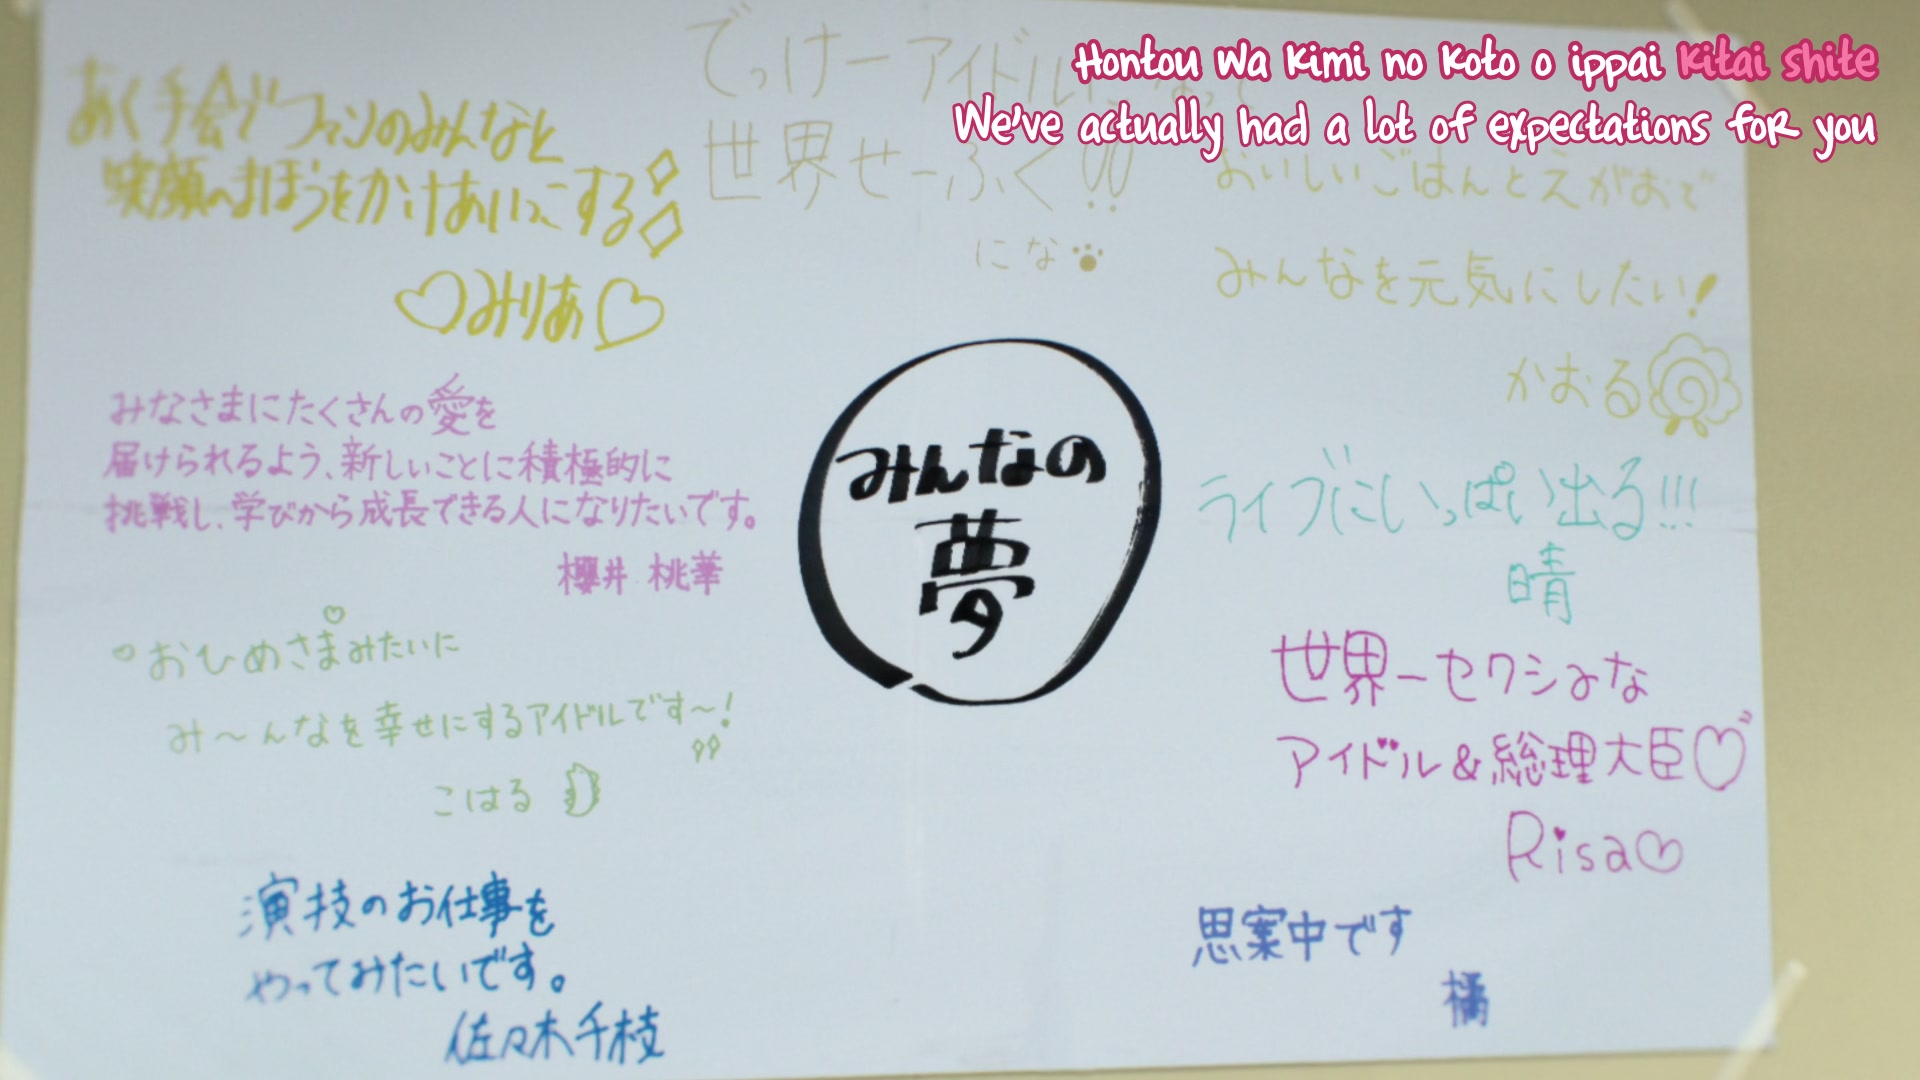 Hontou wa kimi no koto o ippai kitai shite
We've actually had a lot of expectations for you
あく手会でファンのみんなと
笑顔へまほうをかけあいっこする
みりあ
でっけーアイドルになって
世界せーふく!!
にな
おいしいごはんとえがおで
みんなを元気にしたい!
かおる
みなさまにたくさんの愛を
届けられるよう、新しいことに積極的に
挑戦し、学びから成長できる人になりたいです。
櫻井 桃華
みんなの
夢
ライブにいっぱい出る!!!
晴
おひめさまみたいに
み〜んなを幸せにするアイドルです〜!
こはる
世界一セクシーな
アイドル&総理大臣♡
Risa♡
演技のお仕事を
やってみたいです。
佐々木千枝
思案中です
橘